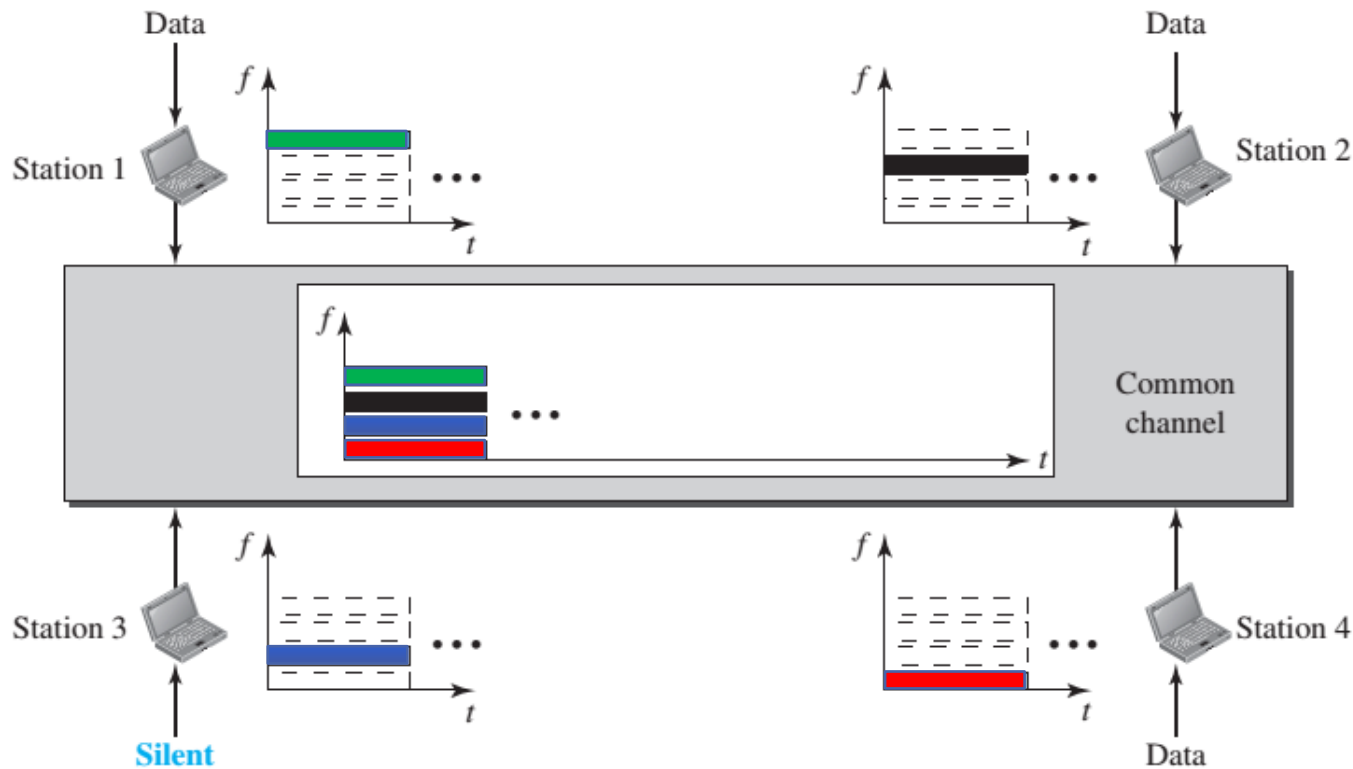 Data
Data
f
f
Station 1
Station 2
t
t
f
Common
channel
t
f
f
Station 3
Station 4
t
t
Silent
Data